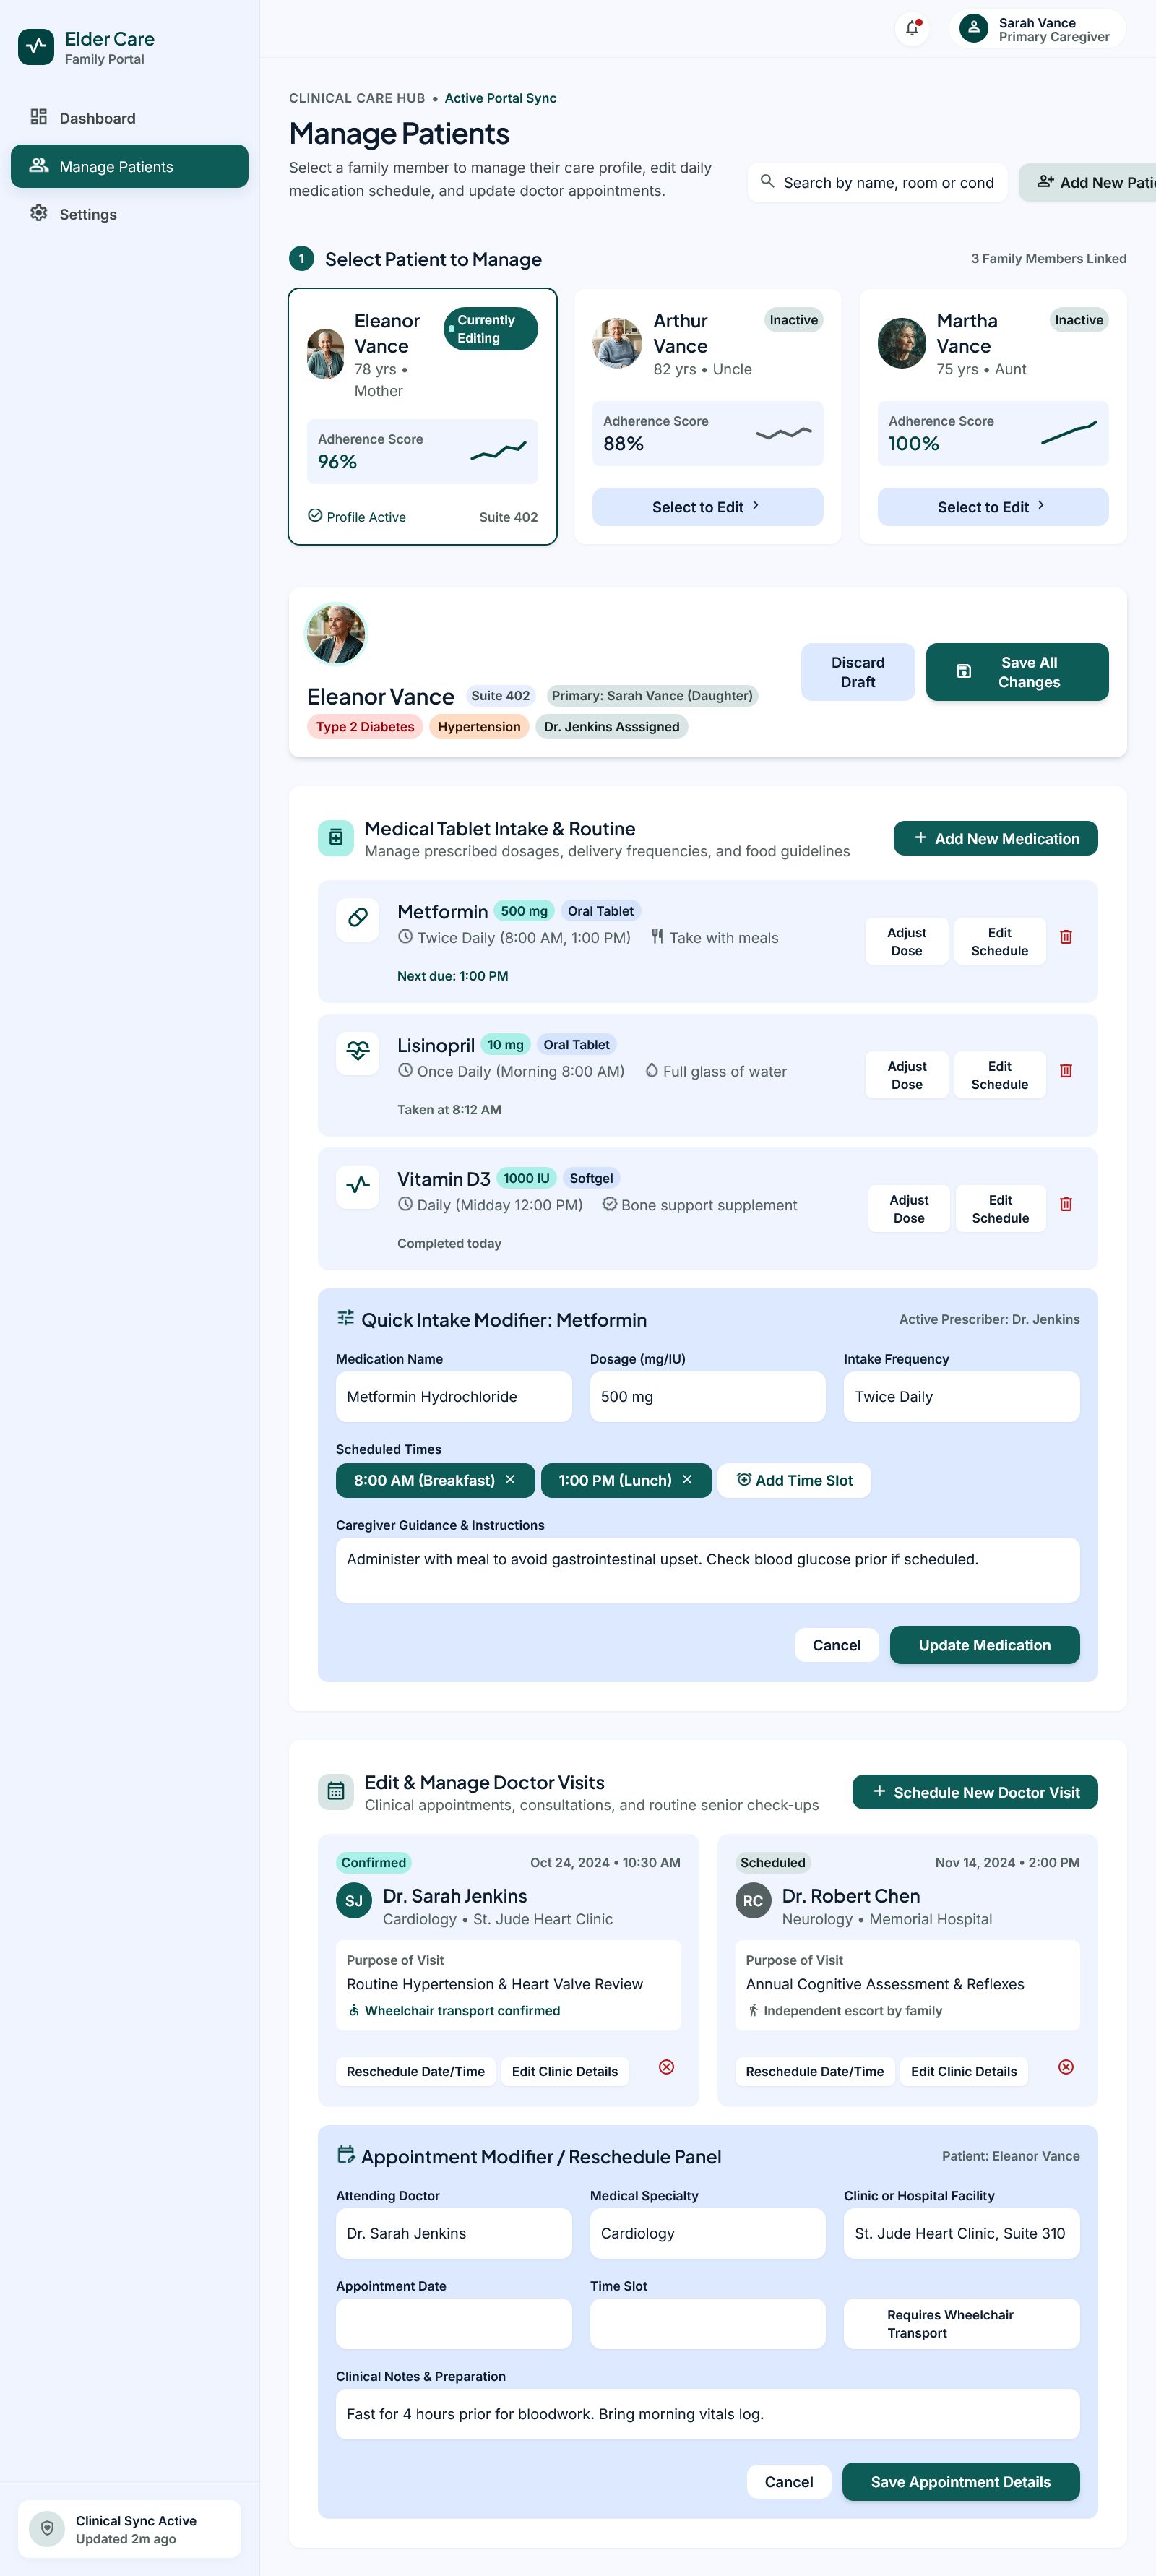 Elder Care
Family Portal
Dashboard
Manage Patients
Settings
Sarah Vance
Primary Caregiver
CLINICAL CARE HUB • Active Portal Sync
Manage Patients
Select a family member to manage their care profile, edit daily
medication schedule, and update doctor appointments.
Search by name, room or cond
Add New Patie
1 Select Patient to Manage
3 Family Members Linked
Eleanor
Vance
78 yrs •
Mother
Currently
Editing
Adherence Score
96%
Profile Active
Suite 402
Arthur
Vance
82 yrs • Uncle
Inactive
Adherence Score
88%
Select to Edit
Martha
Vance
75 yrs • Aunt
Inactive
Adherence Score
100%
Select to Edit
Eleanor Vance Suite 402 Primary: Sarah Vance (Daughter)
Type 2 Diabetes Hypertension Dr. Jenkins Asssigned
Discard
Draft
Save All
Changes
Medical Tablet Intake & Routine
Manage prescribed dosages, delivery frequencies, and food guidelines
Add New Medication
Metformin 500 mg Oral Tablet
Twice Daily (8:00 AM, 1:00 PM) Take with meals
Next due: 1:00 PM
Adjust
Dose
Edit
Schedule
Lisinopril 10 mg Oral Tablet
Once Daily (Morning 8:00 AM) Full glass of water
Taken at 8:12 AM
Adjust
Dose
Edit
Schedule
Vitamin D3 1000 IU Softgel
Daily (Midday 12:00 PM) Bone support supplement
Completed today
Adjust
Dose
Edit
Schedule
Quick Intake Modifier: Metformin
Active Prescriber: Dr. Jenkins
Medication Name
Metformin Hydrochloride
Dosage (mg/IU)
500 mg
Intake Frequency
Twice Daily
Scheduled Times
8:00 AM (Breakfast) 1:00 PM (Lunch) Add Time Slot
Caregiver Guidance & Instructions
Administer with meal to avoid gastrointestinal upset. Check blood glucose prior if scheduled.
Cancel
Update Medication
Edit & Manage Doctor Visits
Clinical appointments, consultations, and routine senior check-ups
Schedule New Doctor Visit
Confirmed
Oct 24, 2024 • 10:30 AM
SJ
Dr. Sarah Jenkins
Cardiology • St. Jude Heart Clinic
Purpose of Visit
Routine Hypertension & Heart Valve Review
Wheelchair transport confirmed
Reschedule Date/Time Edit Clinic Details
Scheduled
Nov 14, 2024 • 2:00 PM
RC
Dr. Robert Chen
Neurology • Memorial Hospital
Purpose of Visit
Annual Cognitive Assessment & Reflexes
Independent escort by family
Reschedule Date/Time Edit Clinic Details
Appointment Modifier / Reschedule Panel
Patient: Eleanor Vance
Attending Doctor
Dr. Sarah Jenkins
Medical Specialty
Cardiology
Clinic or Hospital Facility
St. Jude Heart Clinic, Suite 310
Appointment Date
Time Slot
Requires Wheelchair
Transport
Clinical Notes & Preparation
Fast for 4 hours prior for bloodwork. Bring morning vitals log.
Cancel
Save Appointment Details
Clinical Sync Active
Updated 2m ago